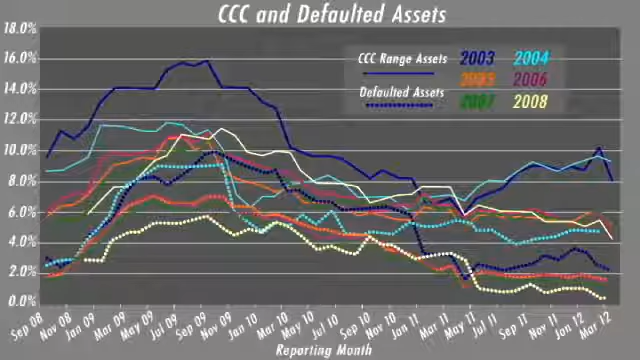 CCC and Defaulted Assets
18.0%
16.0%
14.0%
12.0%
10.0%
8.0%
6.0%
4.0%
2.0%
0.0%
CCC Range Assets 2003 2004
2005 2006
Defaulted Assets 2007 2008
Sep 08 Nov 08 Jan 09 Mar 09 May 09 Jul 09 Sep 09 Nov 09 Jan 10 Mar 10 May 10 Jul 10 Sep 10 Nov 10 Jan 11 Mar 11 May 11 Jul 11 Sep 11 Nov 11 Jan 12 Mar 12
Reporting Month